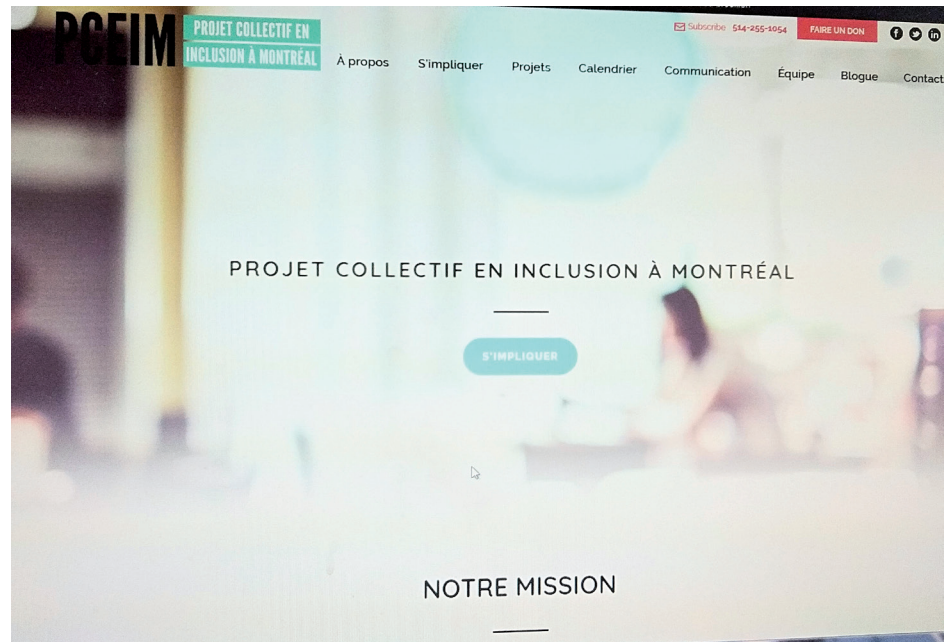 PCEIM
PROJET COLLECTIF EN
INCLUSION À MONTRÉAL
Subscribe 514-255-1054
FAIRE UN DON
À propos S'impliquer Projets Calendrier Communication Équipe Blogue Contact
PROJET COLLECTIF EN INCLUSION À MONTRÉAL
S'IMPLIQUER
NOTRE MISSION